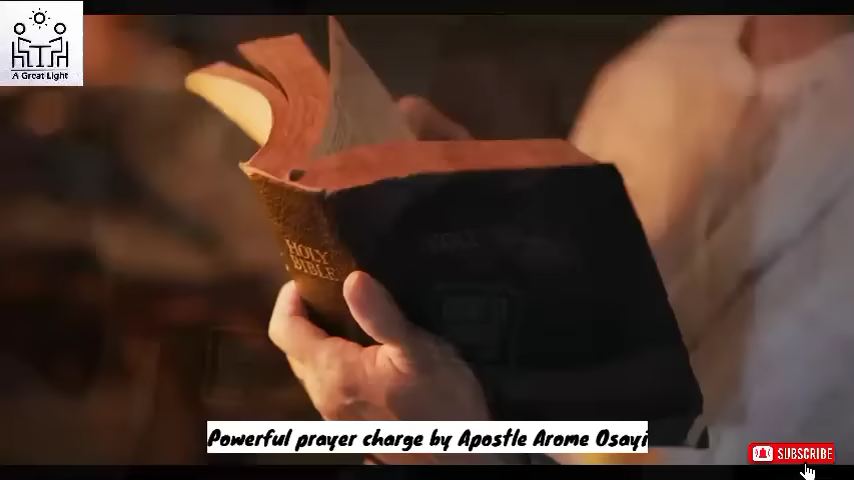 A Great Light
HOLY
BIBLE
Powerful prayer charge by Apostle Arome Osayi
SUBSCRIBE